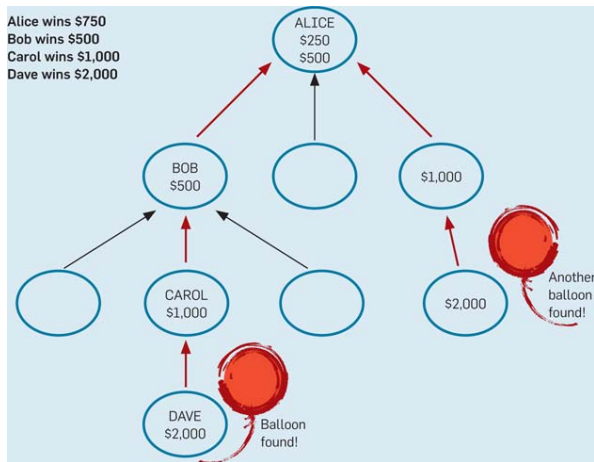 Alice wins $750
Bob wins $500
Carol wins $1,000
Dave wins $2,000
ALICE
$250
$500
BOB
$500
$1,000
CAROL
$1,000
$2,000
Another
balloon
found!
DAVE
$2,000
Balloon
found!